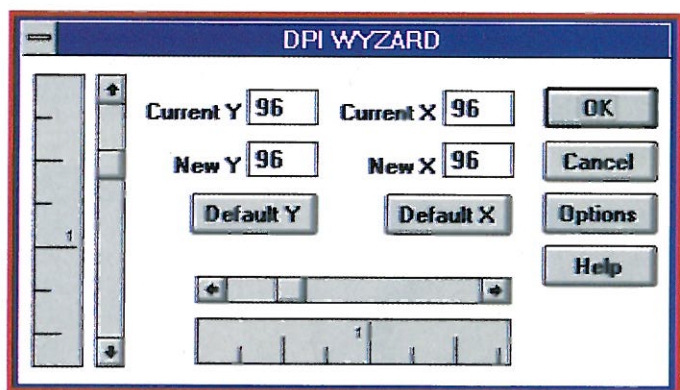 DPI WYZARD
Current Y 96 Current X 96 OK
New Y 96 New X 96 Cancel
Default Y Default X Options
Help
1
1